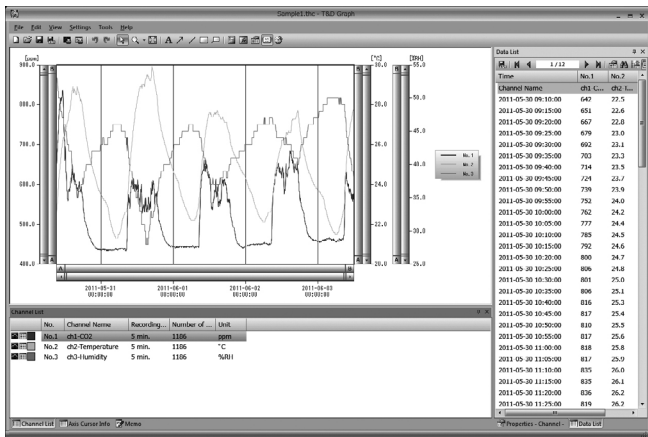 Sample1.thc - T&D Graph
File Edit View Settings Tools Help
[ppm] [°C] [%RH]
900.0 30.0 55.0
800.0 50.0
700.0 45.0
26.0 40.0
600.0 24.0
35.0
500.0 22.0 30.0
400.0 20.0 26.0
No. 1
No. 2
No. 3
2011-05-31 2011-06-01 2011-06-02 2011-06-03
00:00:00 00:00:00 00:00:00 00:00:00
Channel List
No. Channel Name Recording... Number of ... Unit
No.1 ch1-CO2 5 min. 1186 ppm
No.2 ch2-Temperature 5 min. 1186 °C
No.3 ch3-Humidity 5 min. 1186 %RH
Channel List Axis Cursor Info Memo
Data List
1/12
Time No.1 No.2
Channel Name ch1-C... ch2-T...
2011-05-30 09:10:00 642 22.5
2011-05-30 09:15:00 651 22.6
2011-05-30 09:20:00 667 22.8
2011-05-30 09:25:00 679 23.0
2011-05-30 09:30:00 692 23.1
2011-05-30 09:35:00 703 23.3
2011-05-30 09:40:00 714 23.5
2011-05-30 09:45:00 724 23.7
2011-05-30 09:50:00 739 23.9
2011-05-30 09:55:00 752 24.0
2011-05-30 10:00:00 762 24.2
2011-05-30 10:05:00 777 24.4
2011-05-30 10:10:00 785 24.5
2011-05-30 10:15:00 792 24.6
2011-05-30 10:20:00 800 24.7
2011-05-30 10:25:00 806 24.8
2011-05-30 10:30:00 801 25.0
2011-05-30 10:35:00 806 25.1
2011-05-30 10:40:00 816 25.3
2011-05-30 10:45:00 817 25.4
2011-05-30 10:50:00 810 25.5
2011-05-30 10:55:00 817 25.6
2011-05-30 11:00:00 818 25.8
2011-05-30 11:05:00 817 25.9
2011-05-30 11:10:00 835 26.0
2011-05-30 11:15:00 835 26.1
2011-05-30 11:20:00 836 26.2
2011-05-30 11:25:00 819 26.2
Properties - Channel - Data List